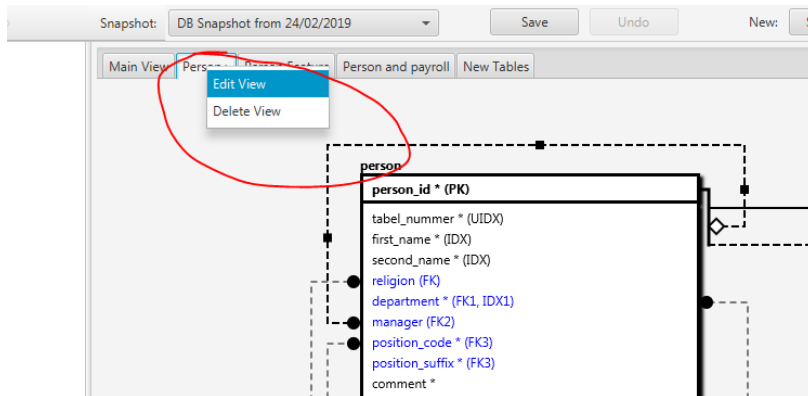 Snapshot: DB Snapshot from 24/02/2019 Save Undo New:
Main View Person Person and payroll New Tables
Edit View
Delete View
person
person_id * (PK)
tabel_nummer * (UIDX)
first_name * (IDX)
second_name * (IDX)
religion (FK)
department * (FK1, IDX1)
manager (FK2)
position_code * (FK3)
position_suffix * (FK3)
comment *